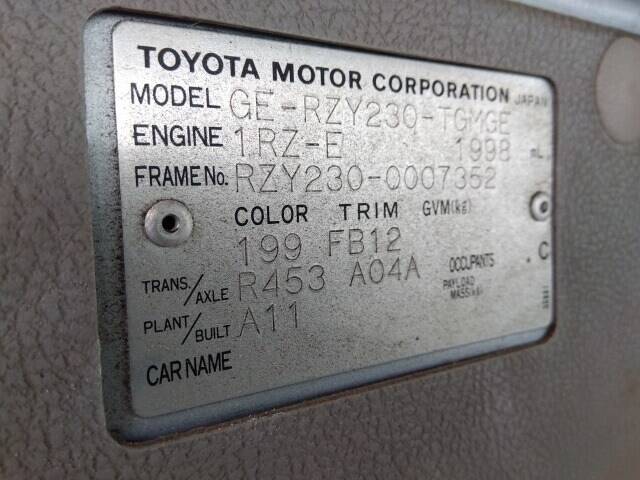 TOYOTA MOTOR CORPORATION JAPAN
MODEL GE-RZY230-TGMGE
ENGINE 1RZ-E 1998 mL
FRAME No. RZY230-0007352
COLOR TRIM GVM(kg)
199 FB12 C
TRANS./AXLE R453 A04A OCCUPANTS PAYLOAD MASS(kg)
PLANT/BUILT A11
CAR NAME